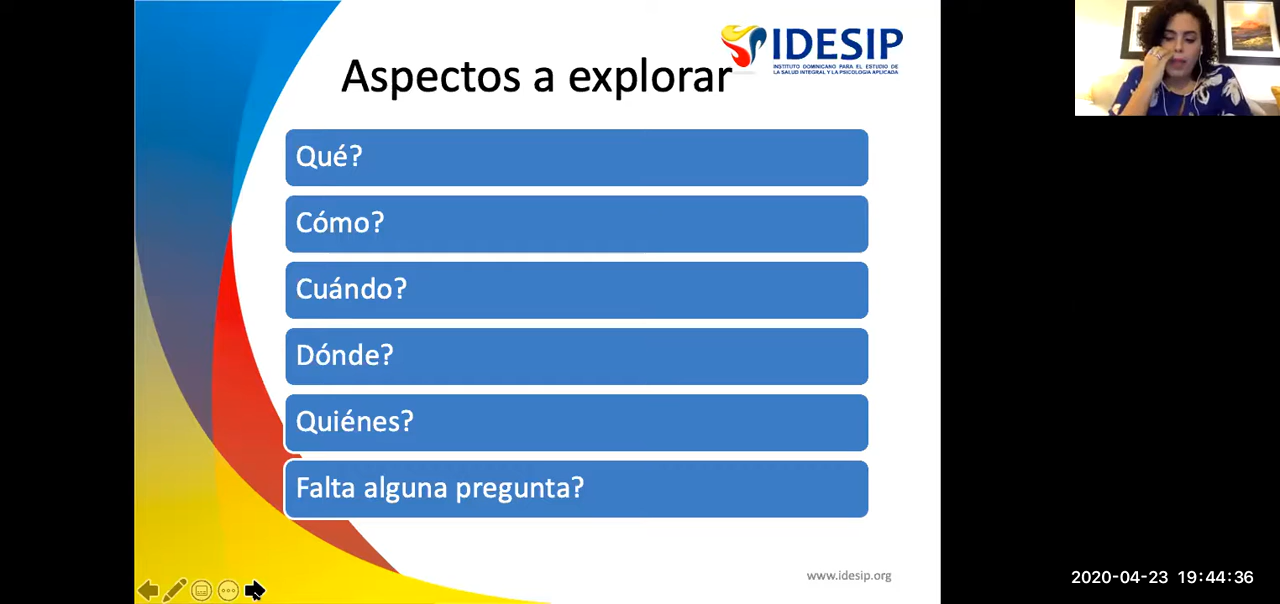 IDESIP
INSTITUTO DOMINICANO PARA EL ESTUDIO DE
LA SALUD INTEGRAL Y LA PSICOLOGIA APLICADA
Aspectos a explorar
Qué?
Cómo?
Cuándo?
Dónde?
Quiénes?
Falta alguna pregunta?
www.idesip.org
2020-04-23 19:44:36